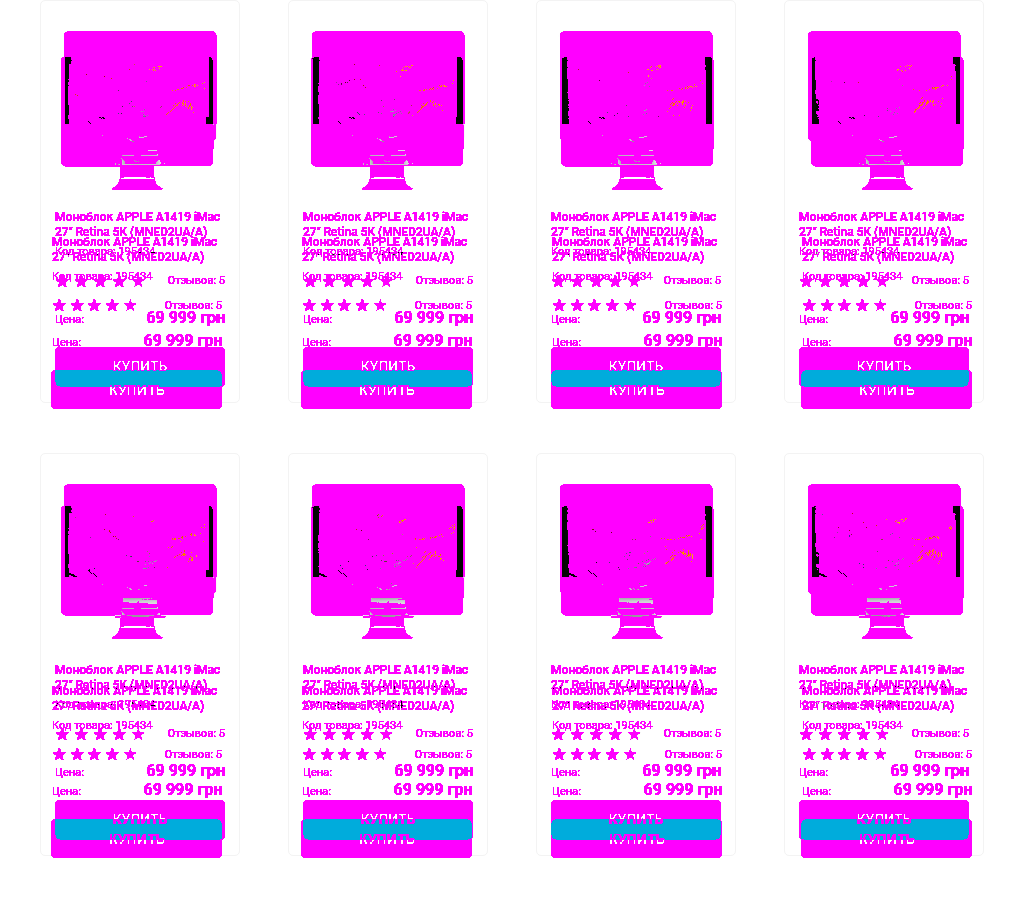 Моноблок APPLE A1419 iMac
27" Retina 5K (MNED2UA/A)
Моноблок APPLE A1419 iMac
Код товара: 195434
27" Retina 5K (MNED2UA/A)
Код товара: 195434
Отзывов: 5
Отзывов: 5
Цена: 69 999 грн
Цена: 69 999 грн
КУПИТЬ
КУПИТЬ
Моноблок APPLE A1419 iMac
27" Retina 5K (MNED2UA/A)
Моноблок APPLE A1419 iMac
Код товара: 195434
27" Retina 5K (MNED2UA/A)
Код товара: 195434
Отзывов: 5
Отзывов: 5
Цена: 69 999 грн
Цена: 69 999 грн
КУПИТЬ
КУПИТЬ
Моноблок APPLE A1419 iMac
27" Retina 5K (MNED2UA/A)
Моноблок APPLE A1419 iMac
Код товара: 195434
27" Retina 5K (MNED2UA/A)
Код товара: 195434
Отзывов: 5
Отзывов: 5
Цена: 69 999 грн
Цена: 69 999 грн
КУПИТЬ
КУПИТЬ
Моноблок APPLE A1419 iMac
27" Retina 5K (MNED2UA/A)
Моноблок APPLE A1419 iMac
Код товара: 195434
27" Retina 5K (MNED2UA/A)
Код товара: 195434
Отзывов: 5
Отзывов: 5
Цена: 69 999 грн
Цена: 69 999 грн
КУПИТЬ
КУПИТЬ
Моноблок APPLE A1419 iMac
27" Retina 5K (MNED2UA/A)
Моноблок APPLE A1419 iMac
27" Retina 5K (MNED2UA/A)
Код товара: 195434
Отзывов: 5
Отзывов: 5
Цена: 69 999 грн
Цена: 69 999 грн
КУПИТЬ
КУПИТЬ
Моноблок APPLE A1419 iMac
27" Retina 5K (MNED2UA/A)
Моноблок APPLE A1419 iMac
27" Retina 5K (MNED2UA/A)
Код товара: 195434
Отзывов: 5
Отзывов: 5
Цена: 69 999 грн
Цена: 69 999 грн
КУПИТЬ
КУПИТЬ
Моноблок APPLE A1419 iMac
27" Retina 5K (MNED2UA/A)
Моноблок APPLE A1419 iMac
27" Retina 5K (MNED2UA/A)
Код товара: 195434
Отзывов: 5
Отзывов: 5
Цена: 69 999 грн
Цена: 69 999 грн
КУПИТЬ
КУПИТЬ
Моноблок APPLE A1419 iMac
27" Retina 5K (MNED2UA/A)
Моноблок APPLE A1419 iMac
27" Retina 5K (MNED2UA/A)
Код товара: 195434
Отзывов: 5
Отзывов: 5
Цена: 69 999 грн
Цена: 69 999 грн
КУПИТЬ
КУПИТЬ